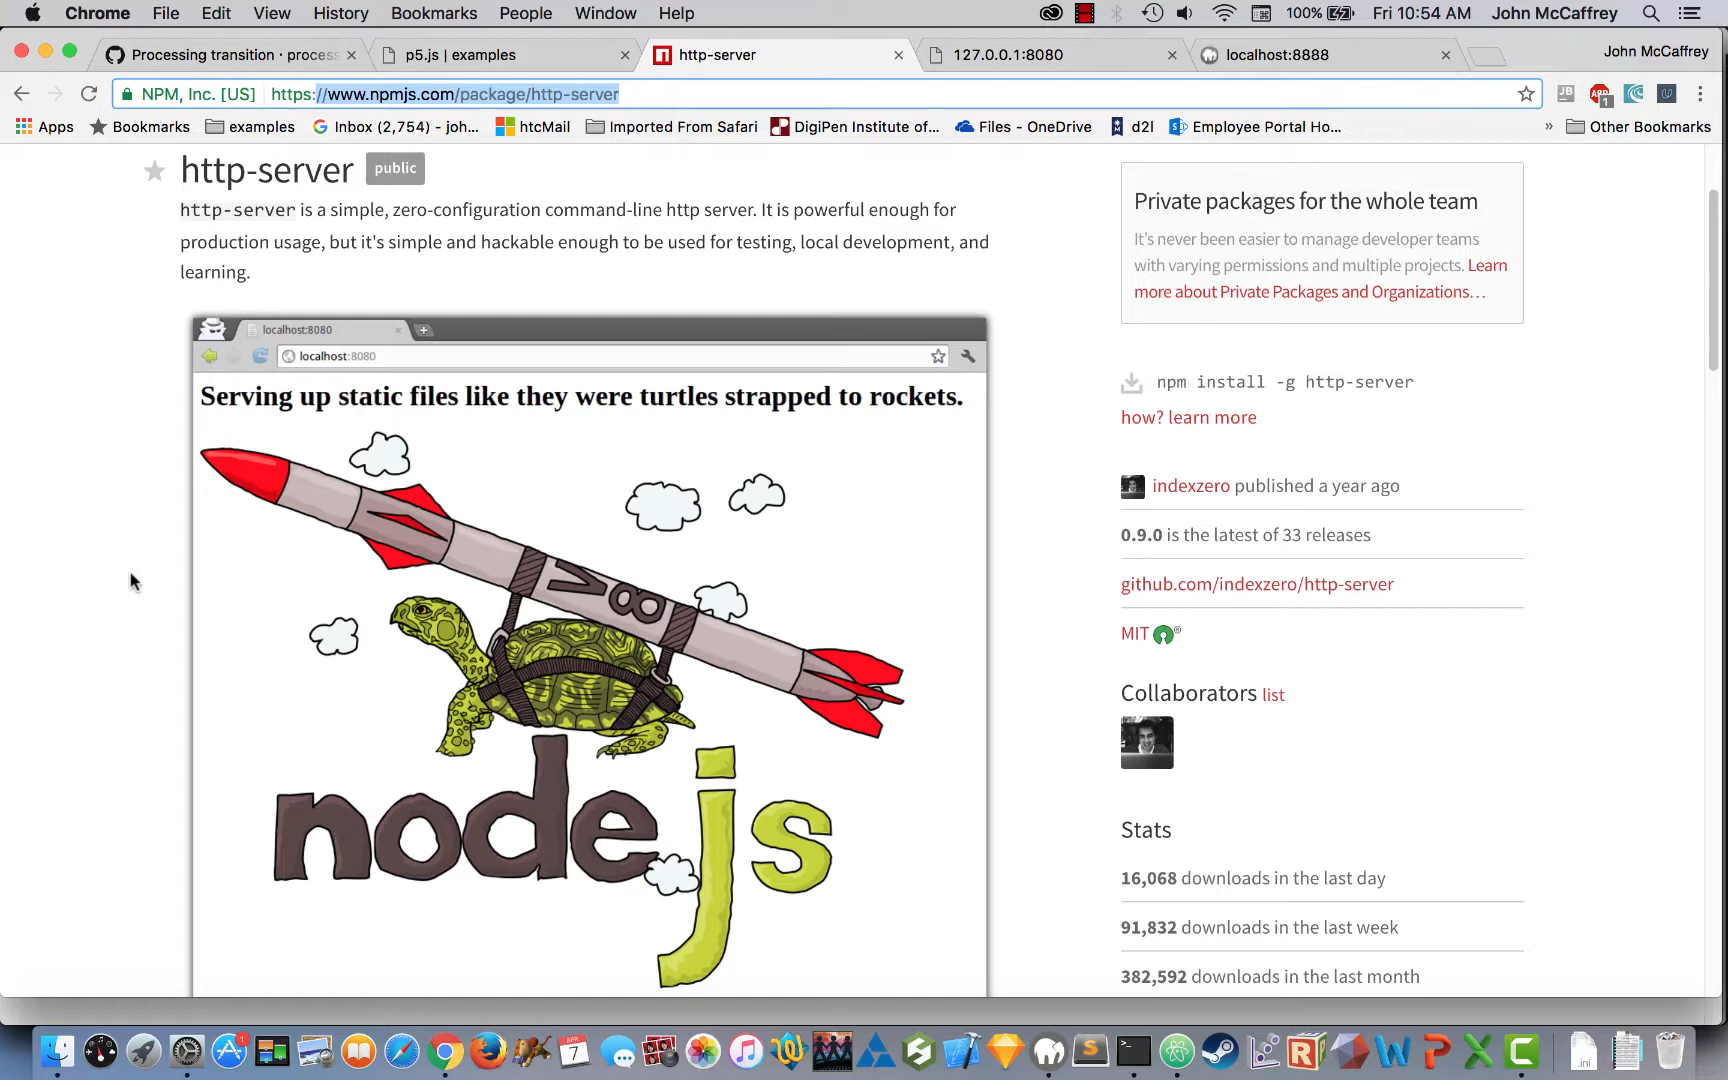 Chrome File Edit View History Bookmarks People Window Help 100% Fri 10:54 AM John McCaffrey
Processing transition · process
p5.js | examples
http-server
127.0.0.1:8080
localhost:8888
John McCaffrey
NPM, Inc. [US] https://www.npmjs.com/package/http-server
JB
ABP
1
Apps Bookmarks examples Inbox (2,754) - joh... htcMail Imported From Safari DigiPen Institute of... Files - OneDrive d2l Employee Portal Ho... » Other Bookmarks
http-server public
http-server is a simple, zero-configuration command-line http server. It is powerful enough for
production usage, but it's simple and hackable enough to be used for testing, local development, and
learning.
localhost:8080
localhost:8080
Serving up static files like they were turtles strapped to rockets.
V8
node
js
Private packages for the whole team
It's never been easier to manage developer teams
with varying permissions and multiple projects. Learn
more about Private Packages and Organizations…
npm install -g http-server
how? learn more
indexzero published a year ago
0.9.0 is the latest of 33 releases
github.com/indexzero/http-server
MIT
Collaborators list
Stats
16,068 downloads in the last day
91,832 downloads in the last week
382,592 downloads in the last month
1
APR
7
S
R
W
P
X
C
.ini